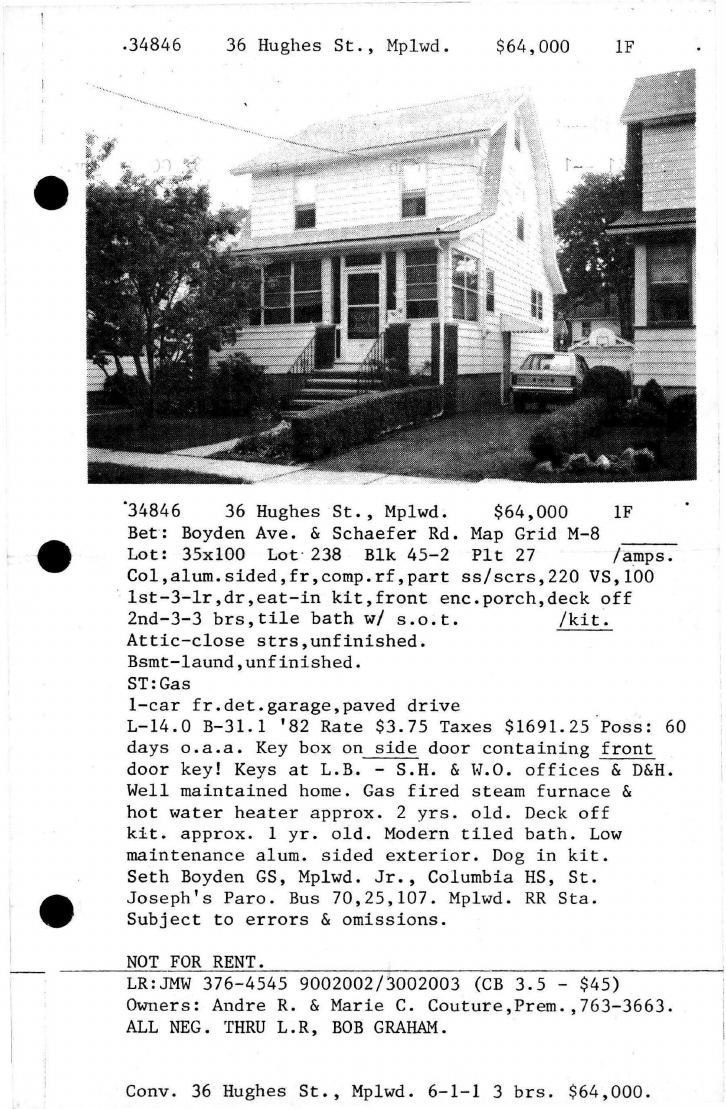 .34846 36 Hughes St., Mplwd. $64,000 1F
34846 36 Hughes St., Mplwd. $64,000 1F
Bet: Boyden Ave. & Schaefer Rd. Map Grid M-8
Lot: 35x100 Lot 238 Blk 45-2 Plt 27 /amps.
Col,alum.sided,fr,comp.rf,part ss/scrs,220 VS,100
1st-3-lr,dr,eat-in kit,front enc.porch,deck off
2nd-3-3 brs,tile bath w/ s.o.t. /kit.
Attic-close strs,unfinished.
Bsmt-laund,unfinished.
ST:Gas
1-car fr.det.garage,paved drive
L-14.0 B-31.1 '82 Rate $3.75 Taxes $1691.25 Poss: 60
days o.a.a. Key box on side door containing front
door key! Keys at L.B. - S.H. & W.O. offices & D&H.
Well maintained home. Gas fired steam furnace &
hot water heater approx. 2 yrs. old. Deck off
kit. approx. 1 yr. old. Modern tiled bath. Low
maintenance alum. sided exterior. Dog in kit.
Seth Boyden GS, Mplwd. Jr., Columbia HS, St.
Joseph's Paro. Bus 70,25,107. Mplwd. RR Sta.
Subject to errors & omissions.
NOT FOR RENT.
LR:JMW 376-4545 9002002/3002003 (CB 3.5 - $45)
Owners: Andre R. & Marie C. Couture,Prem.,763-3663.
ALL NEG. THRU L.R, BOB GRAHAM.
Conv. 36 Hughes St., Mplwd. 6-1-1 3 brs. $64,000.